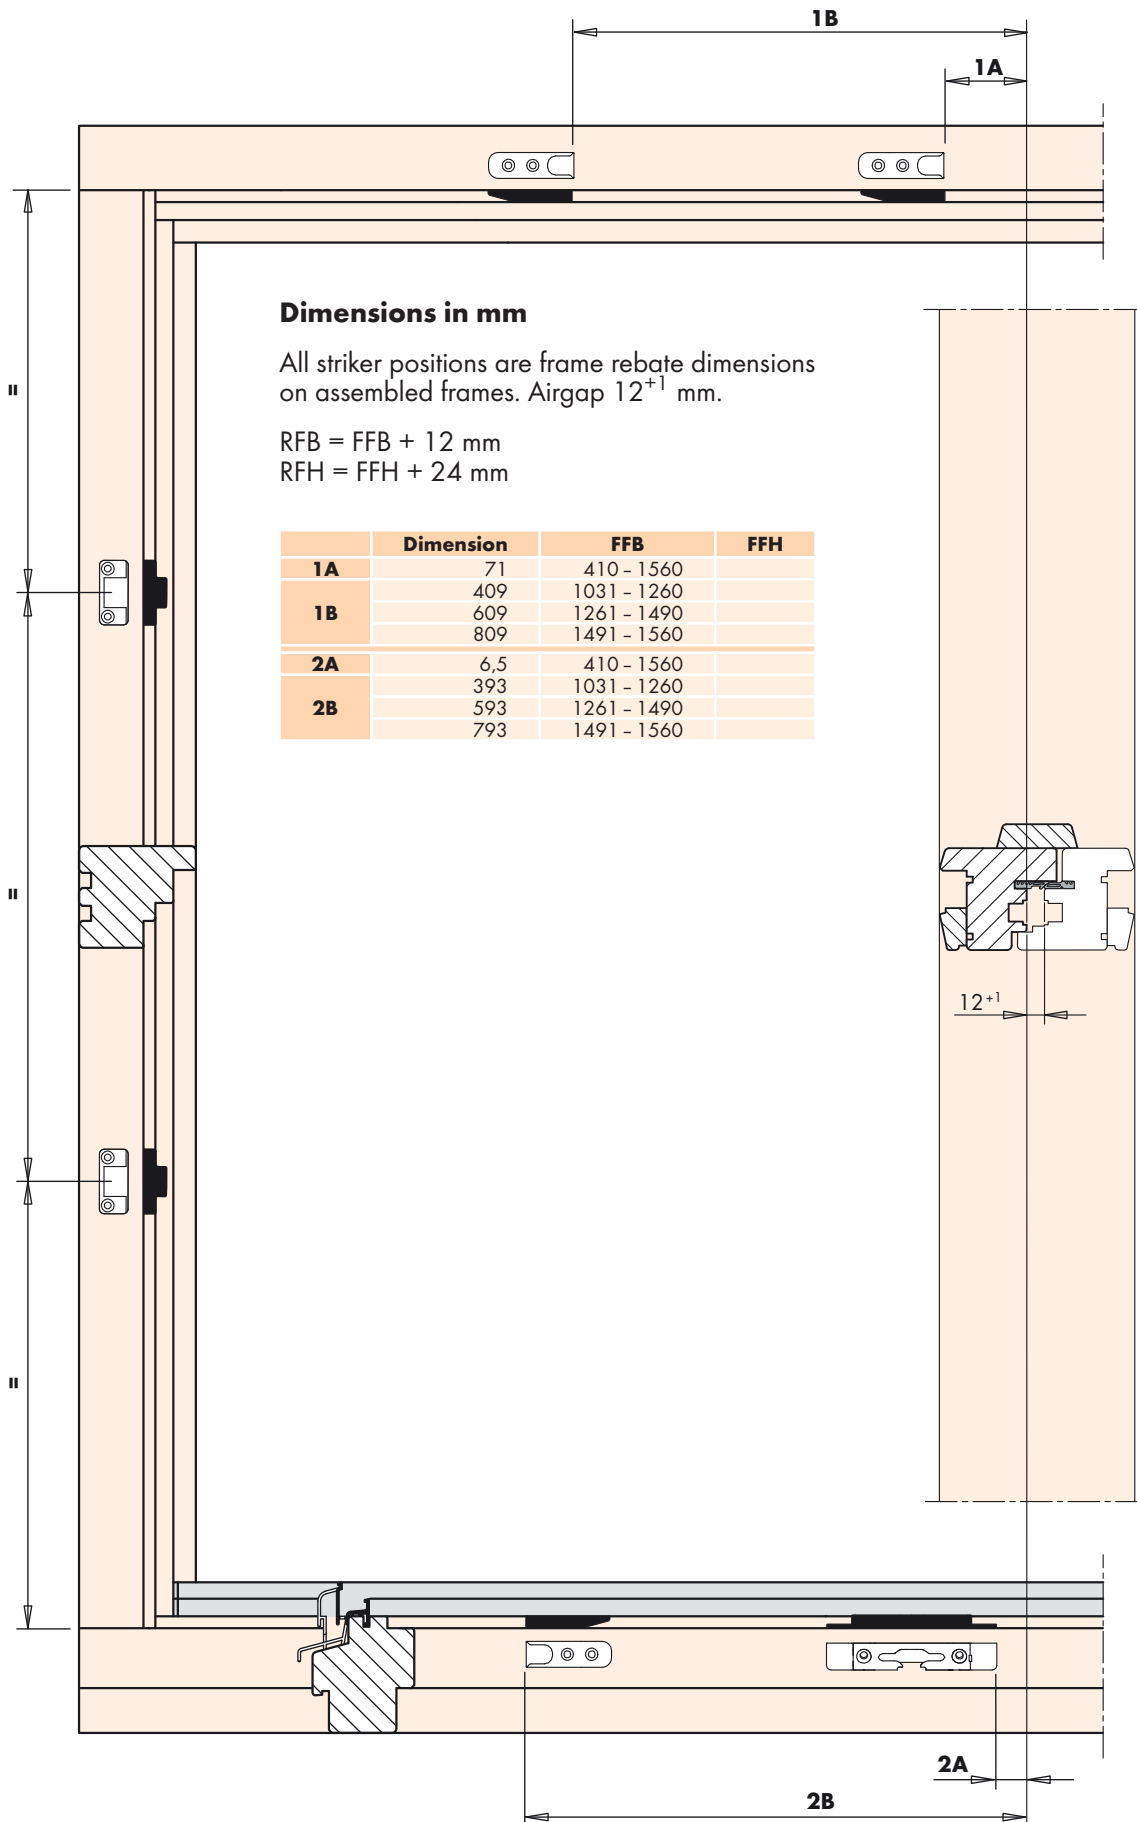 1B
1A
Dimensions in mm
All striker positions are frame rebate dimensions
on assembled frames. Airgap 12⁺¹ mm.
RFB = FFB + 12 mm
RFH = FFH + 24 mm
Dimension FFB FFH
1A 71 410 – 1560
1B 409 1031 – 1260
609 1261 – 1490
809 1491 – 1560
2A 6,5 410 – 1560
2B 393 1031 – 1260
593 1261 – 1490
793 1491 – 1560
=
=
=
12⁺¹
2A
2B